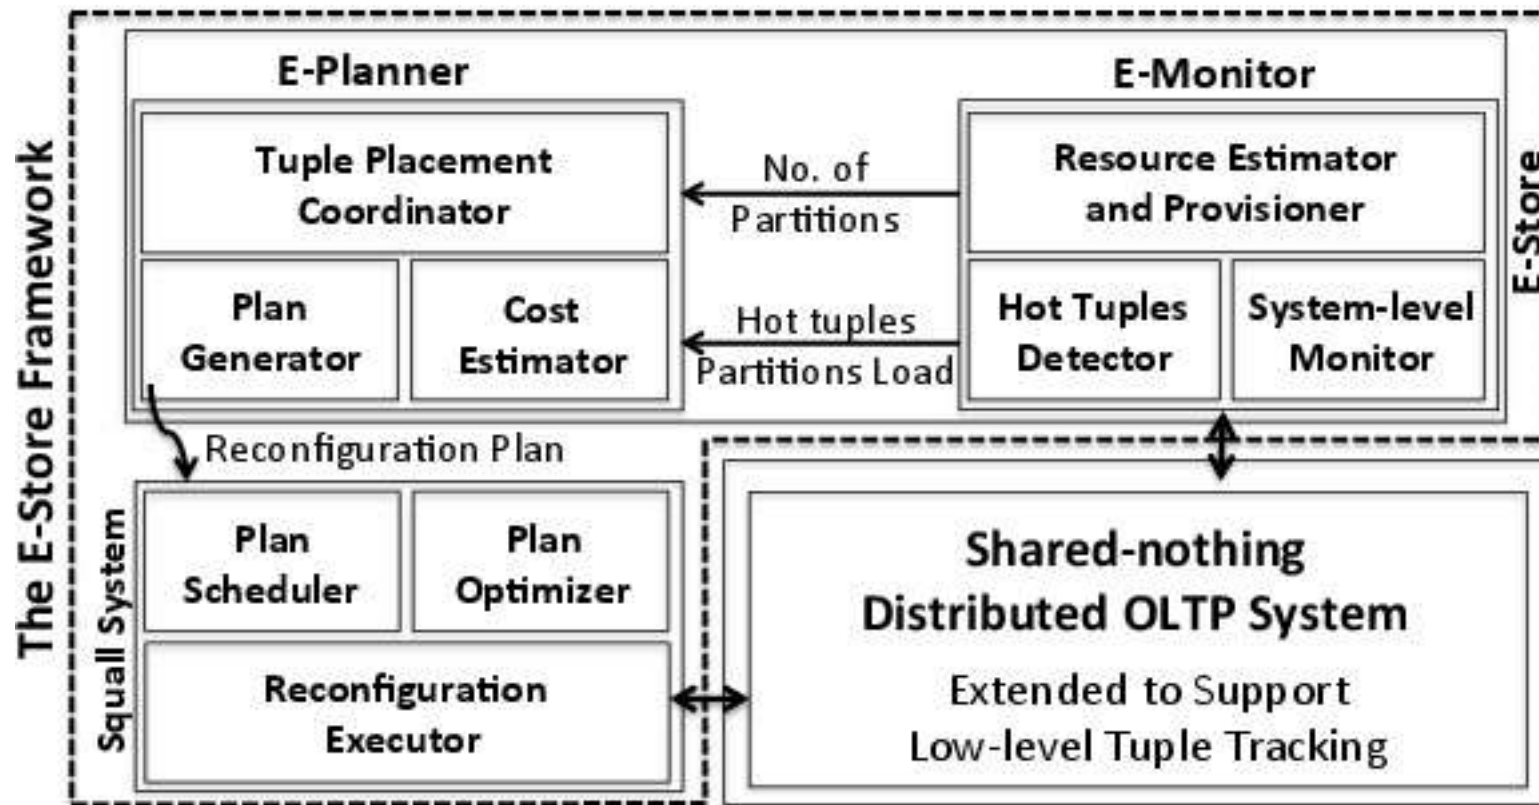 The E-Store Framework
E-Planner
Tuple Placement
Coordinator
Plan
Generator
Cost
Estimator
No. of
Partitions
Hot tuples
Partitions Load
E-Monitor
Resource Estimator
and Provisioner
Hot Tuples
Detector
System-level
Monitor
E-Store
Reconfiguration Plan
Squall System
Plan
Scheduler
Plan
Optimizer
Reconfiguration
Executor
Shared-nothing
Distributed OLTP System
Extended to Support
Low-level Tuple Tracking